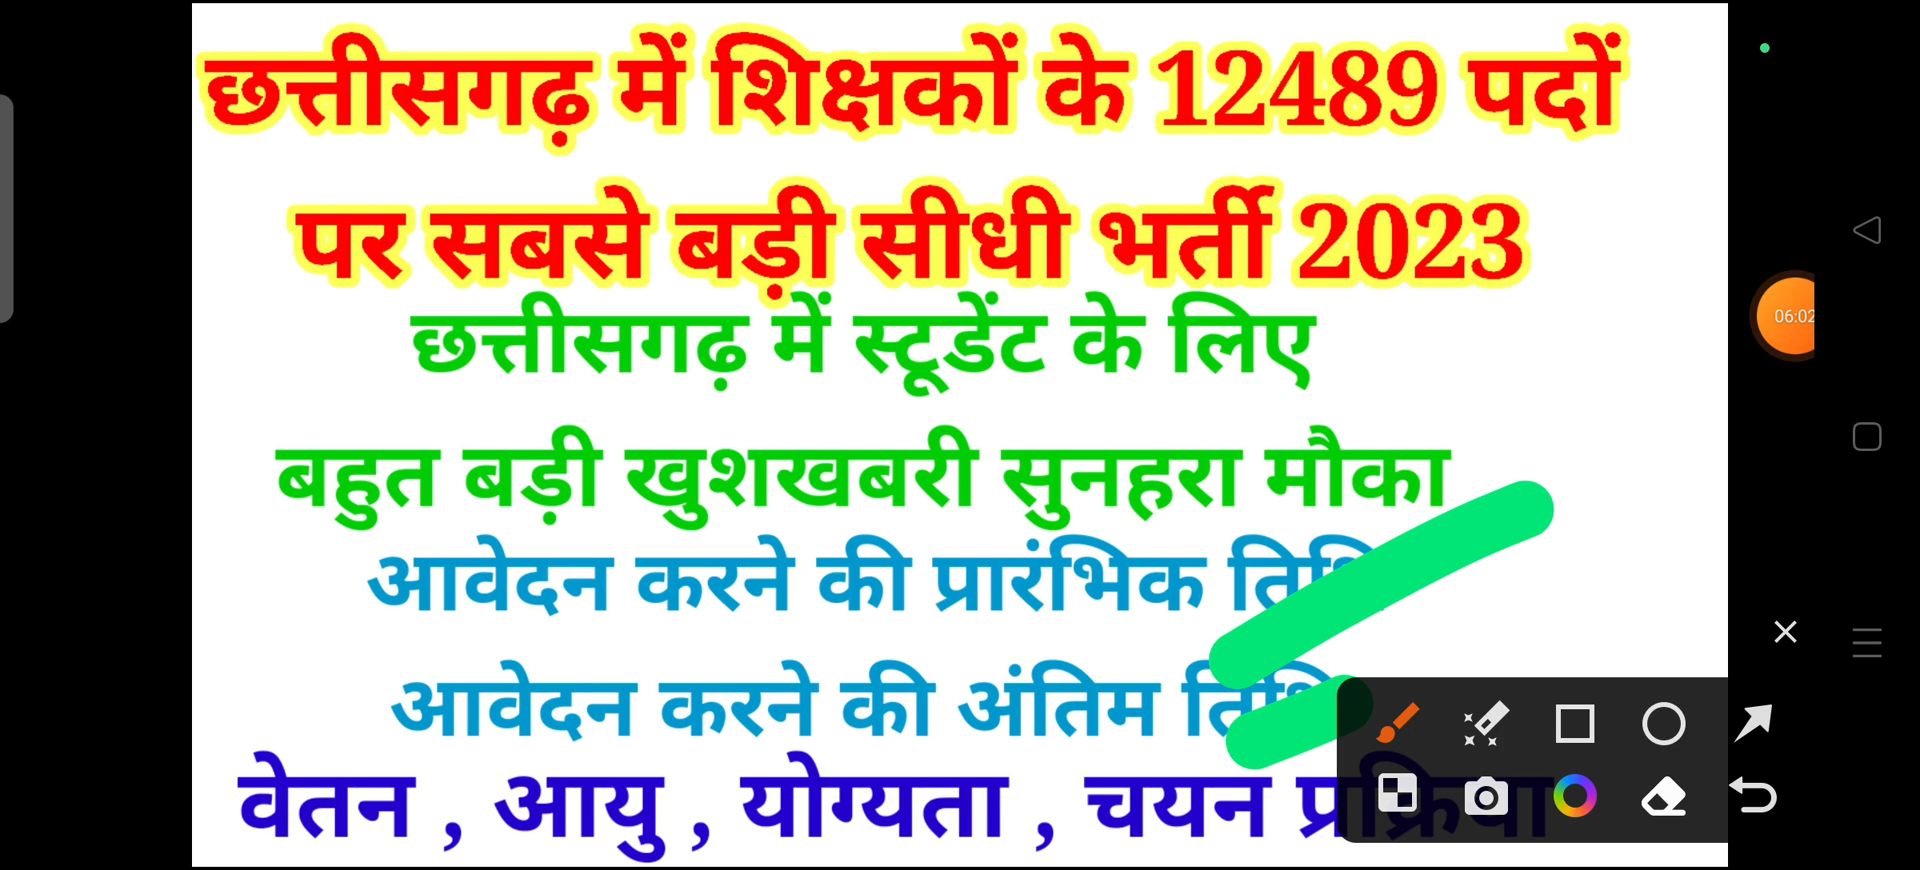 छत्तीसगढ़ में शिक्षकों के 12489 पदों
पर सबसे बड़ी सीधी भर्ती 2023
छत्तीसगढ़ में स्टूडेंट के लिए
बहुत बड़ी खुशखबरी सुनहरा मौका
आवेदन करने की प्रारंभिक तिथि
आवेदन करने की अंतिम तिथि
वेतन , आयु , योग्यता , चयन प्रक्रिया
06:02